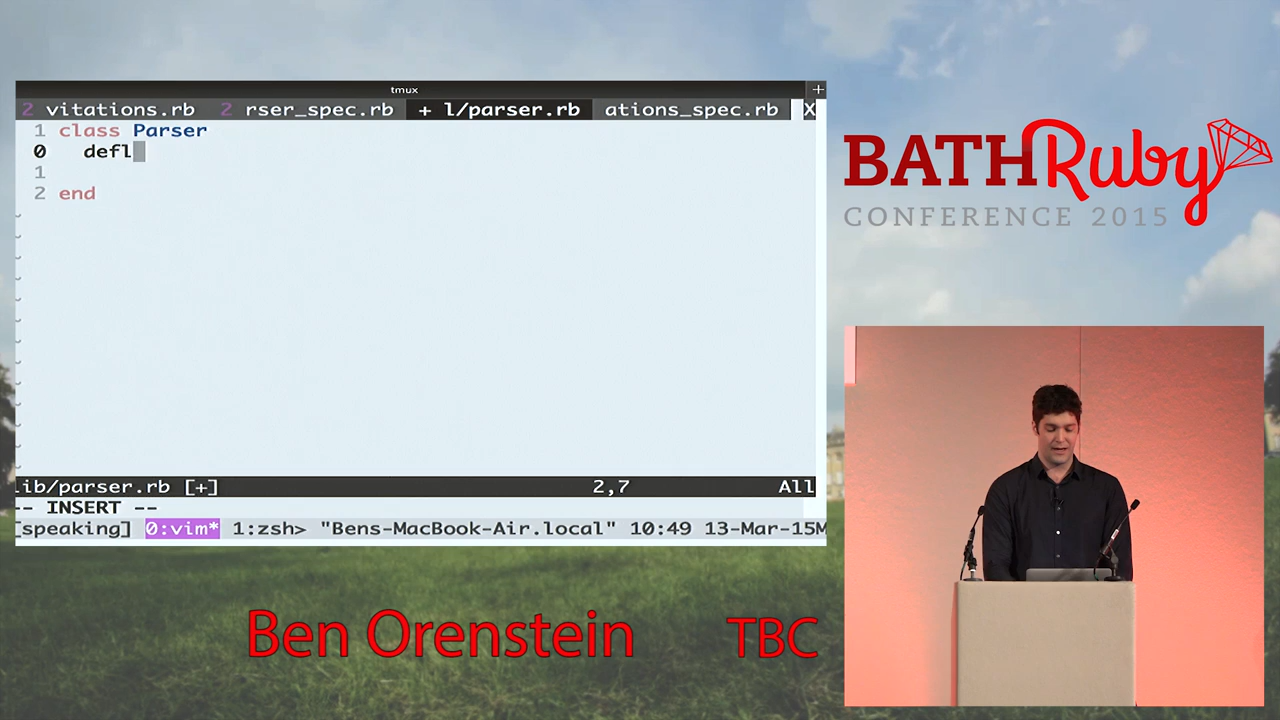 tmux
+
2 vitations.rb 2 rser_spec.rb + l/parser.rb ations_spec.rb X
1 class Parser
0 defl
1
2 end
ib/parser.rb [+] 2,7 All
-- INSERT --
[speaking] 0:vim* 1:zsh> "Bens-MacBook-Air.local" 10:49 13-Mar-15M
BATHRuby
CONFERENCE 2015
Ben Orenstein TBC